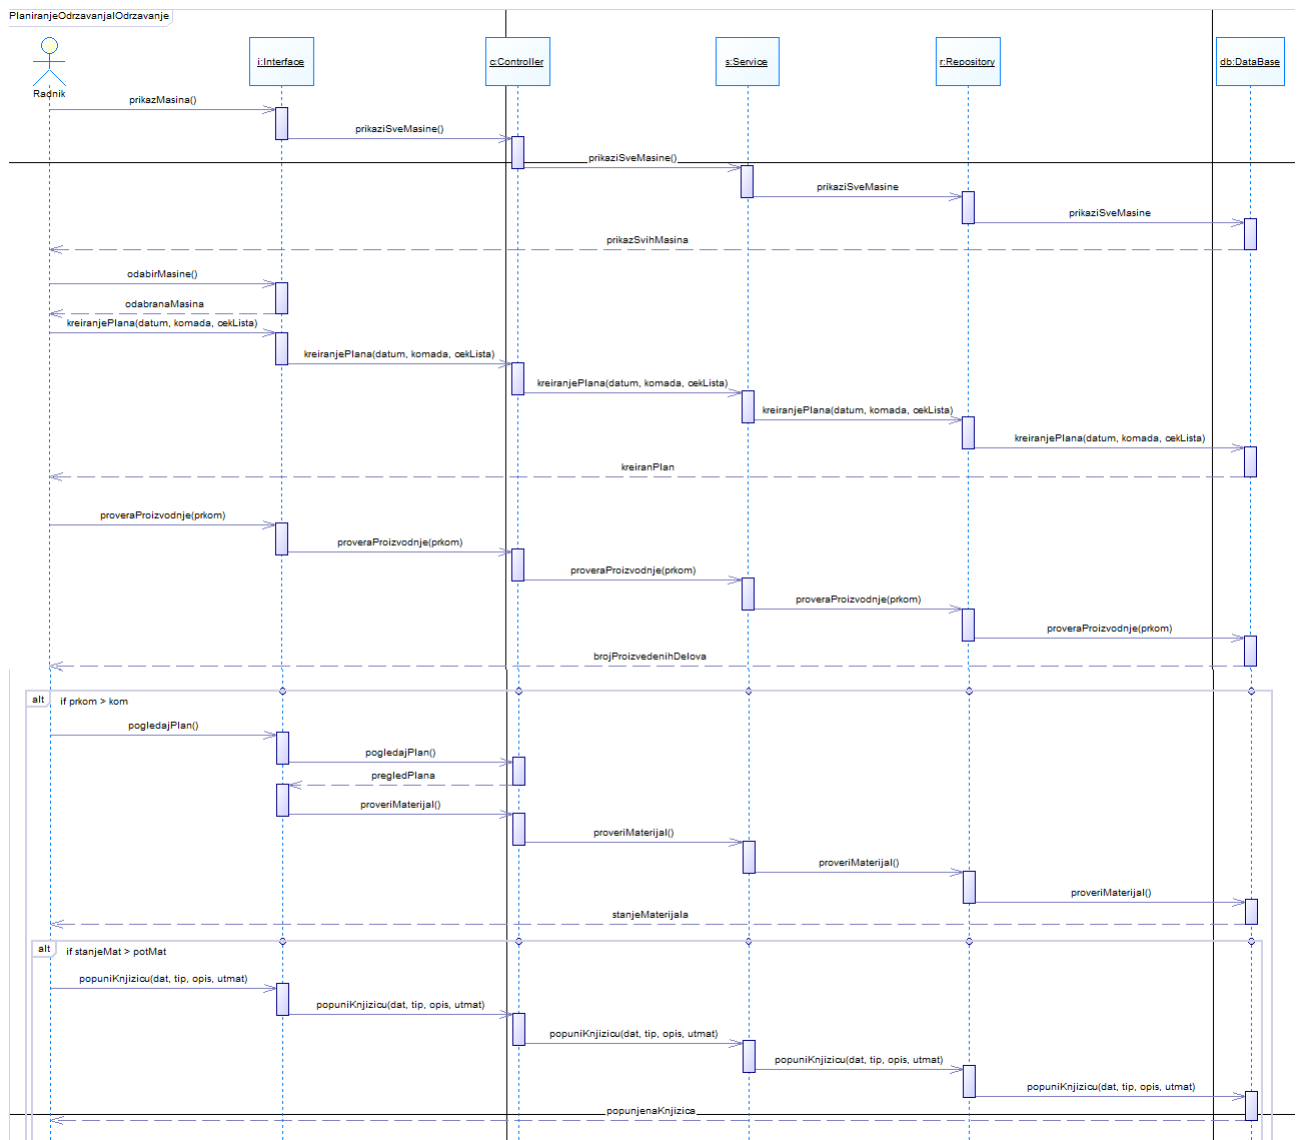 PlaniranjeOdrzavanjaIOdrzavanje
Radnik
i:Interface
c:Controller
s:Service
r:Repository
db:DataBase
prikazMasina()
prikaziSveMasine()
prikaziSveMasine()
prikaziSveMasine
prikaziSveMasine
prikazSvihMasina
odabirMasine()
odabranaMasina
kreiranjePlana(datum, komada, cekLista)
kreiranjePlana(datum, komada, cekLista)
kreiranjePlana(datum, komada, cekLista)
kreiranjePlana(datum, komada, cekLista)
kreiranjePlana(datum, komada, cekLista)
kreiranPlan
proveraProizvodnje(prkom)
proveraProizvodnje(prkom)
proveraProizvodnje(prkom)
proveraProizvodnje(prkom)
proveraProizvodnje(prkom)
brojProizvedenihDelova
alt
if prkom > kom
pogledajPlan()
pogledajPlan()
pregledPlana
proveriMaterijal()
proveriMaterijal()
proveriMaterijal()
proveriMaterijal()
stanjeMaterijala
alt
if stanjeMat > potMat
popuniKnjizicu(dat, tip, opis, utmat)
popuniKnjizicu(dat, tip, opis, utmat)
popuniKnjizicu(dat, tip, opis, utmat)
popuniKnjizicu(dat, tip, opis, utmat)
popuniKnjizicu(dat, tip, opis, utmat)
popunjenaKnjizica